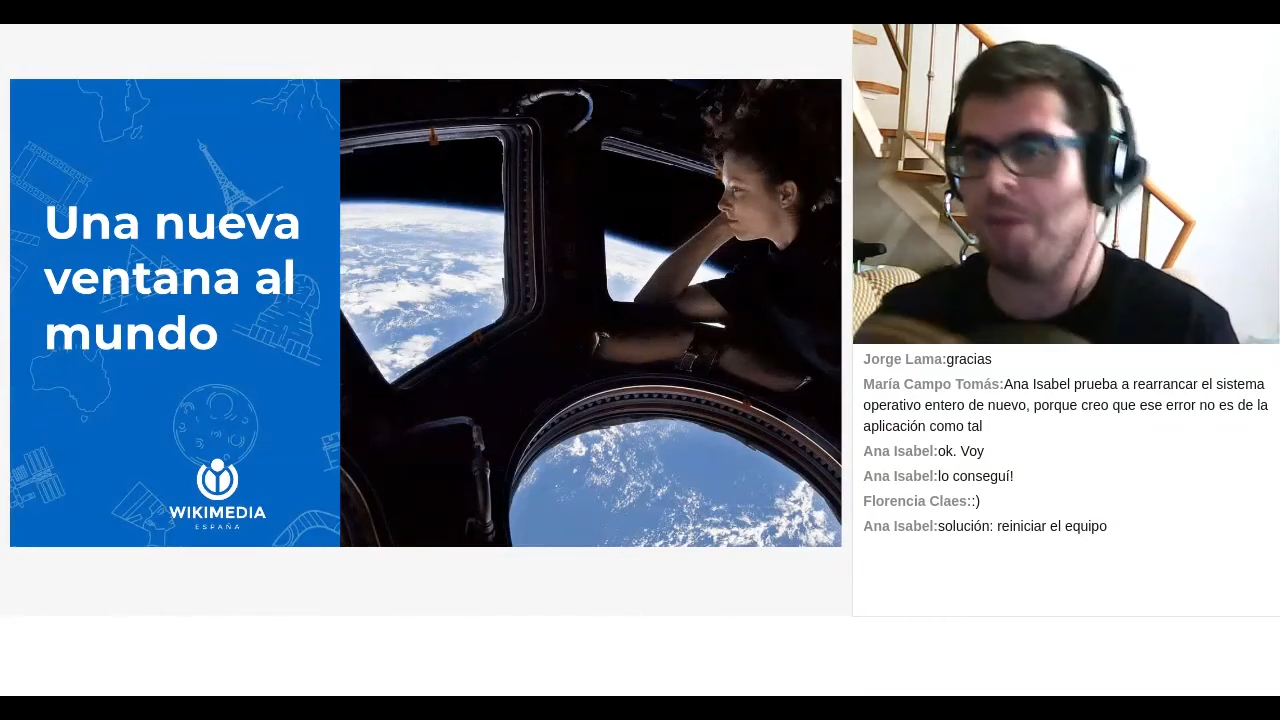 Una nueva
ventana al
mundo
WIKIMEDIA
ESPAÑA
Jorge Lama:gracias
María Campo Tomás:Ana Isabel prueba a rearrancar el sistema
operativo entero de nuevo, porque creo que ese error no es de la
aplicación como tal
Ana Isabel:ok. Voy
Ana Isabel:lo conseguí!
Florencia Claes::)
Ana Isabel:solución: reiniciar el equipo